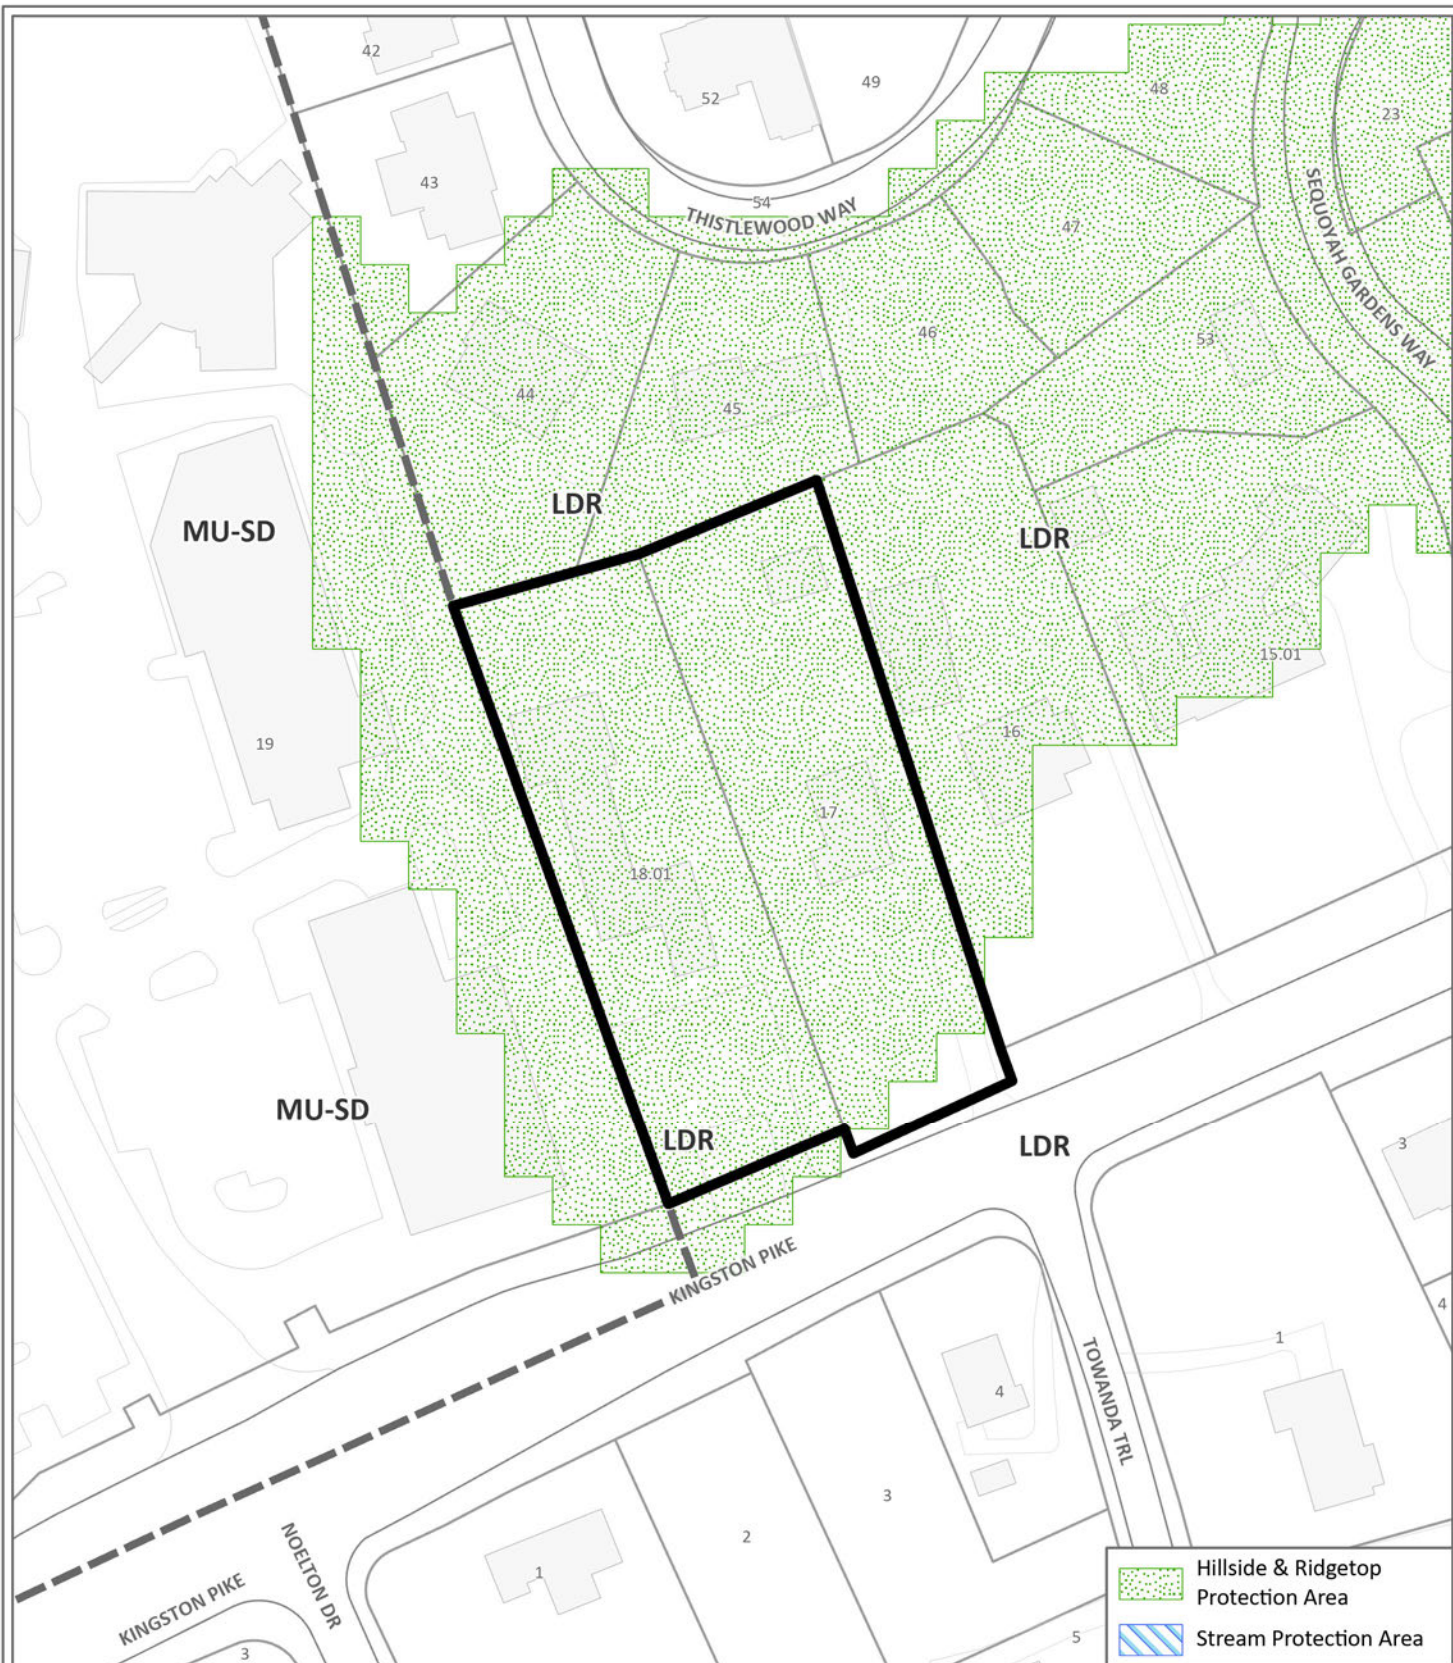 42
52
49
48
23
43
54
THISTLEWOOD WAY
47
SEQUOYAH GARDENS WAY
46
53
44
45
LDR
MU-SD
LDR
15.01
19
16
17
18.01
MU-SD
LDR
LDR
3
KINGSTON PIKE
4
1
4
TOWANDA TRL
3
2
NOELTON DR
1
KINGSTON PIKE
3
5
Hillside & Ridgetop
Protection Area
Stream Protection Area